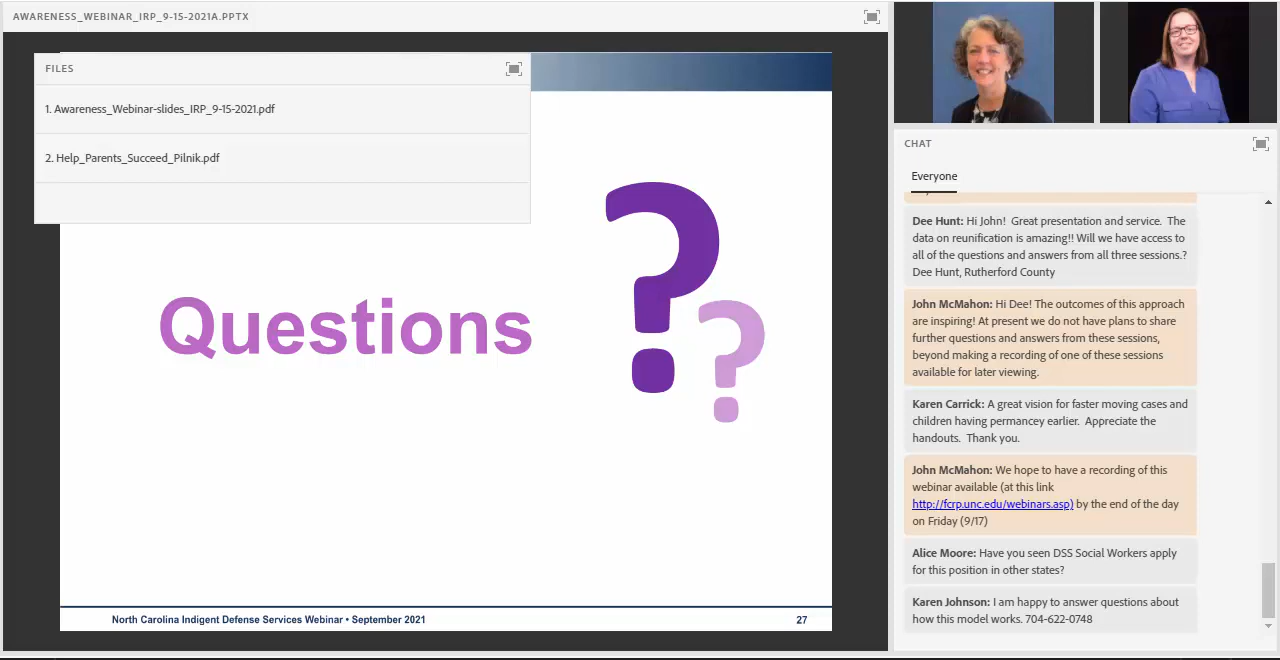 AWARENESS_WEBINAR_IRP_9-15-2021A.PPTX
FILES
1. Awareness_Webinar-slides_IRP_9-15-2021.pdf
2. Help_Parents_Succeed_Pilnik.pdf
Questions
??
North Carolina Indigent Defense Services Webinar • September 2021
27
CHAT
Everyone
Dee Hunt: Hi John!  Great presentation and service.  The
data on reunification is amazing!! Will we have access to
all of the questions and answers from all three sessions.?
Dee Hunt, Rutherford County
John McMahon: Hi Dee! The outcomes of this approach
are inspiring! At present we do not have plans to share
further questions and answers from these sessions,
beyond making a recording of one of these sessions
available for later viewing.
Karen Carrick: A great vision for faster moving cases and
children having permancey earlier.  Appreciate the
handouts.  Thank you.
John McMahon: We hope to have a recording of this
webinar available (at this link
http://fcrp.unc.edu/webinars.asp) by the end of the day
on Friday (9/17)
Alice Moore: Have you seen DSS Social Workers apply
for this position in other states?
Karen Johnson: I am happy to answer questions about
how this model works. 704-622-0748